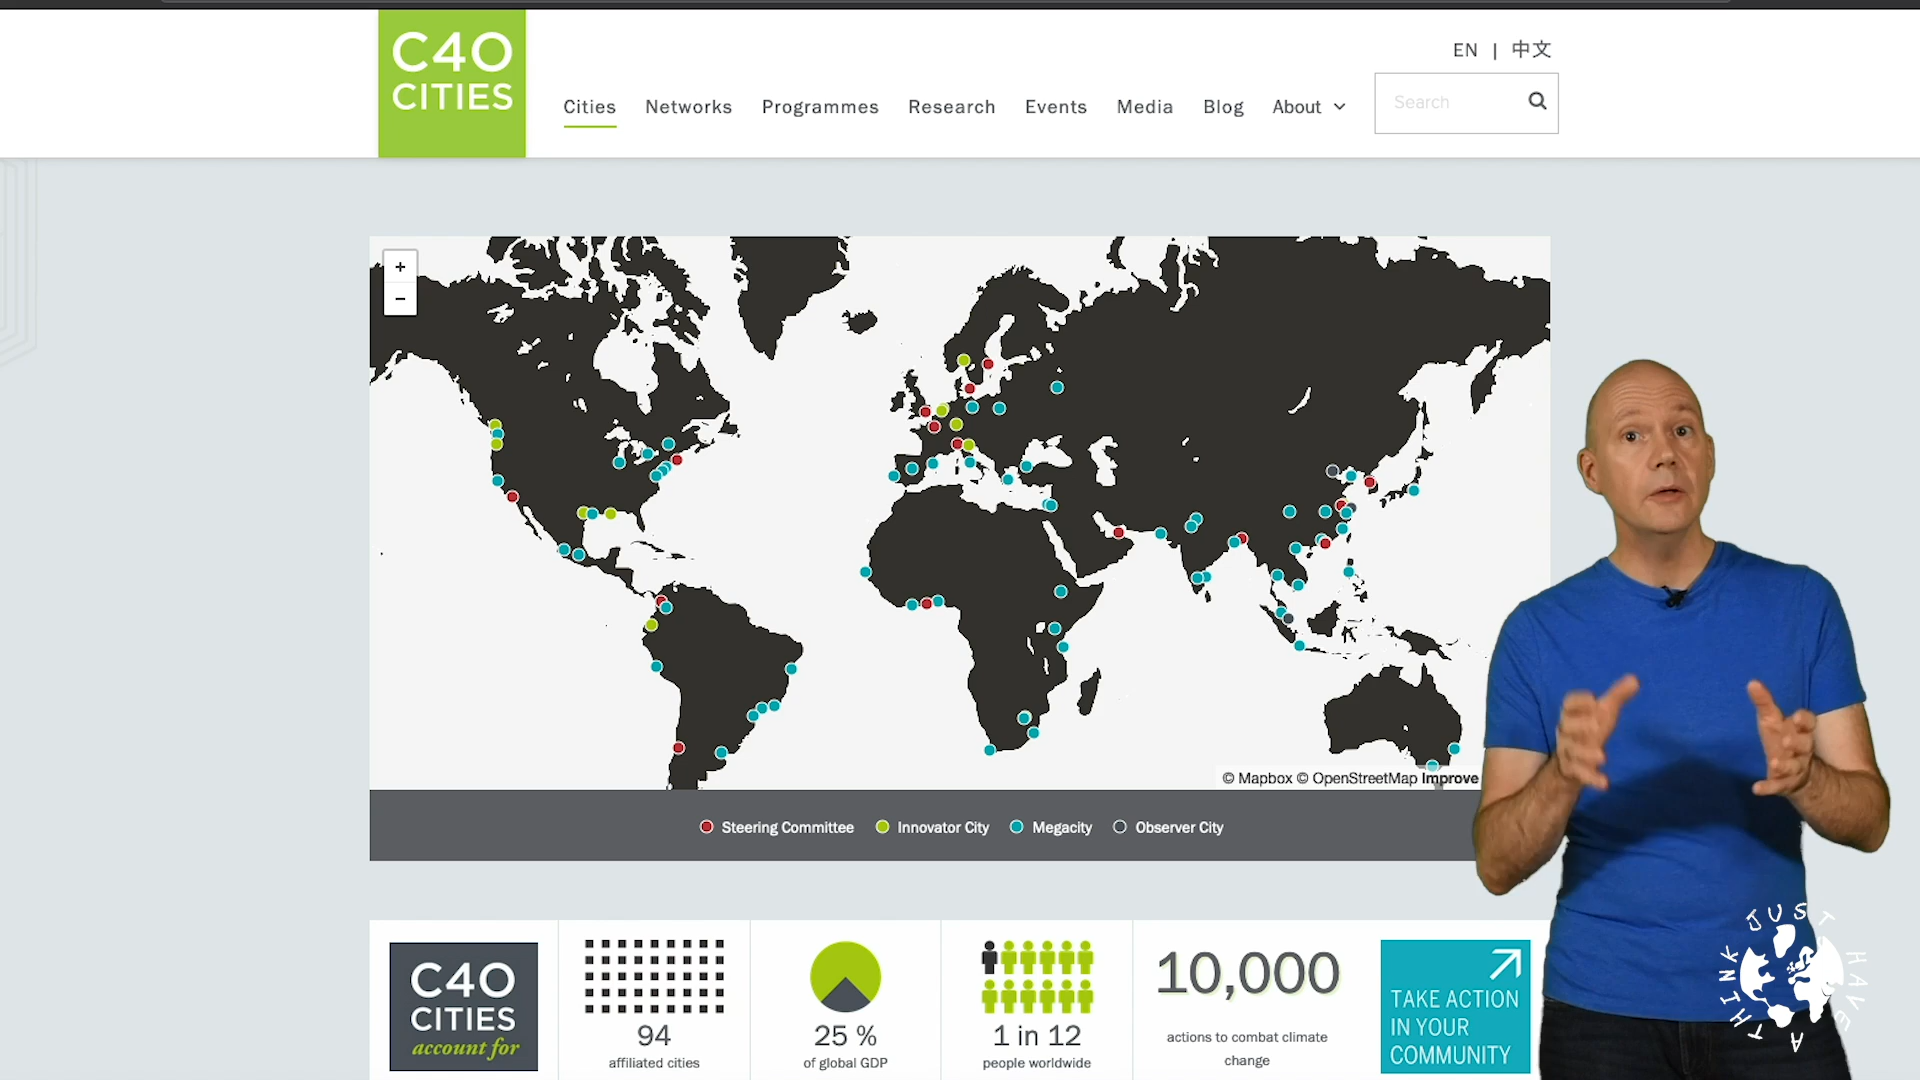 C40
CITIES
EN | 中文
Cities Networks Programmes Research Events Media Blog About
Search
+
−
© Mapbox © OpenStreetMap Improve
Steering Committee Innovator City Megacity Observer City
C40
CITIES
account for
94
affiliated cities
25 %
of global GDP
1 in 12
people worldwide
10,000
actions to combat climate
change
TAKE ACTION
IN YOUR
COMMUNITY
JUST HAVE A THINK